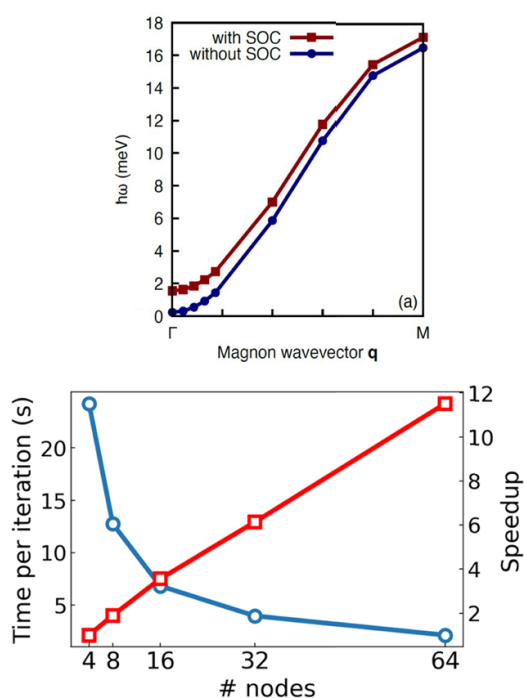 18
16
14
12
10
8
6
4
2
0
ħω (meV)
with SOC
without SOC
(a)
Γ
M
Magnon wavevector q
Time per iteration (s)
20
15
10
5
12
10
8
6
4
2
Speedup
4 8 16 32 64
# nodes